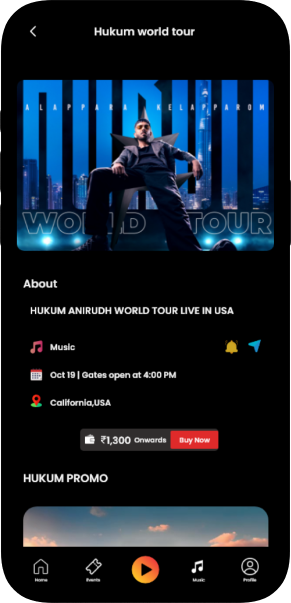 Hukum world tour
ALAPPARA KELAPPAROM
WORLD TOUR
About
HUKUM ANIRUDH WORLD TOUR LIVE IN USA
Music
Oct 19 | Gates open at 4:00 PM
California,USA
₹1,300 Onwards Buy Now
HUKUM PROMO
Home Events Music Profile